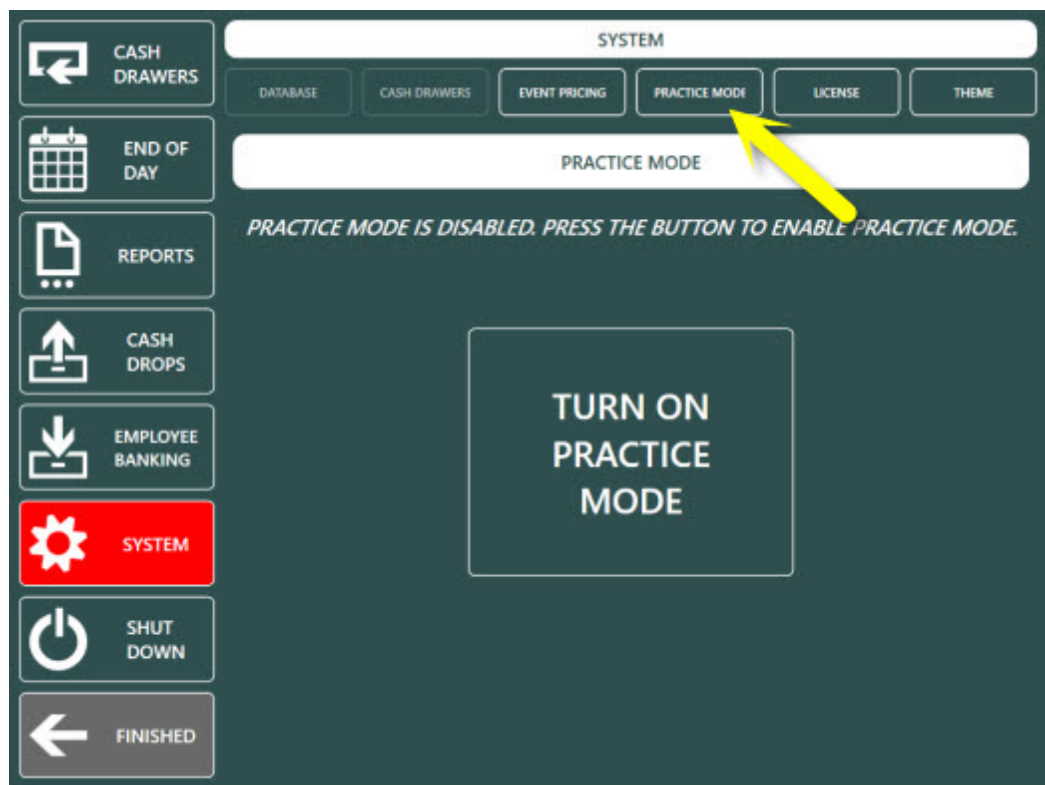 CASH
DRAWERS
END OF
DAY
REPORTS
CASH
DROPS
EMPLOYEE
BANKING
SYSTEM
SHUT
DOWN
FINISHED
SYSTEM
DATABASE CASH DRAWERS EVENT PRICING PRACTICE MODE LICENSE THEME
PRACTICE MODE
PRACTICE MODE IS DISABLED. PRESS THE BUTTON TO ENABLE PRACTICE MODE.
TURN ON
PRACTICE
MODE